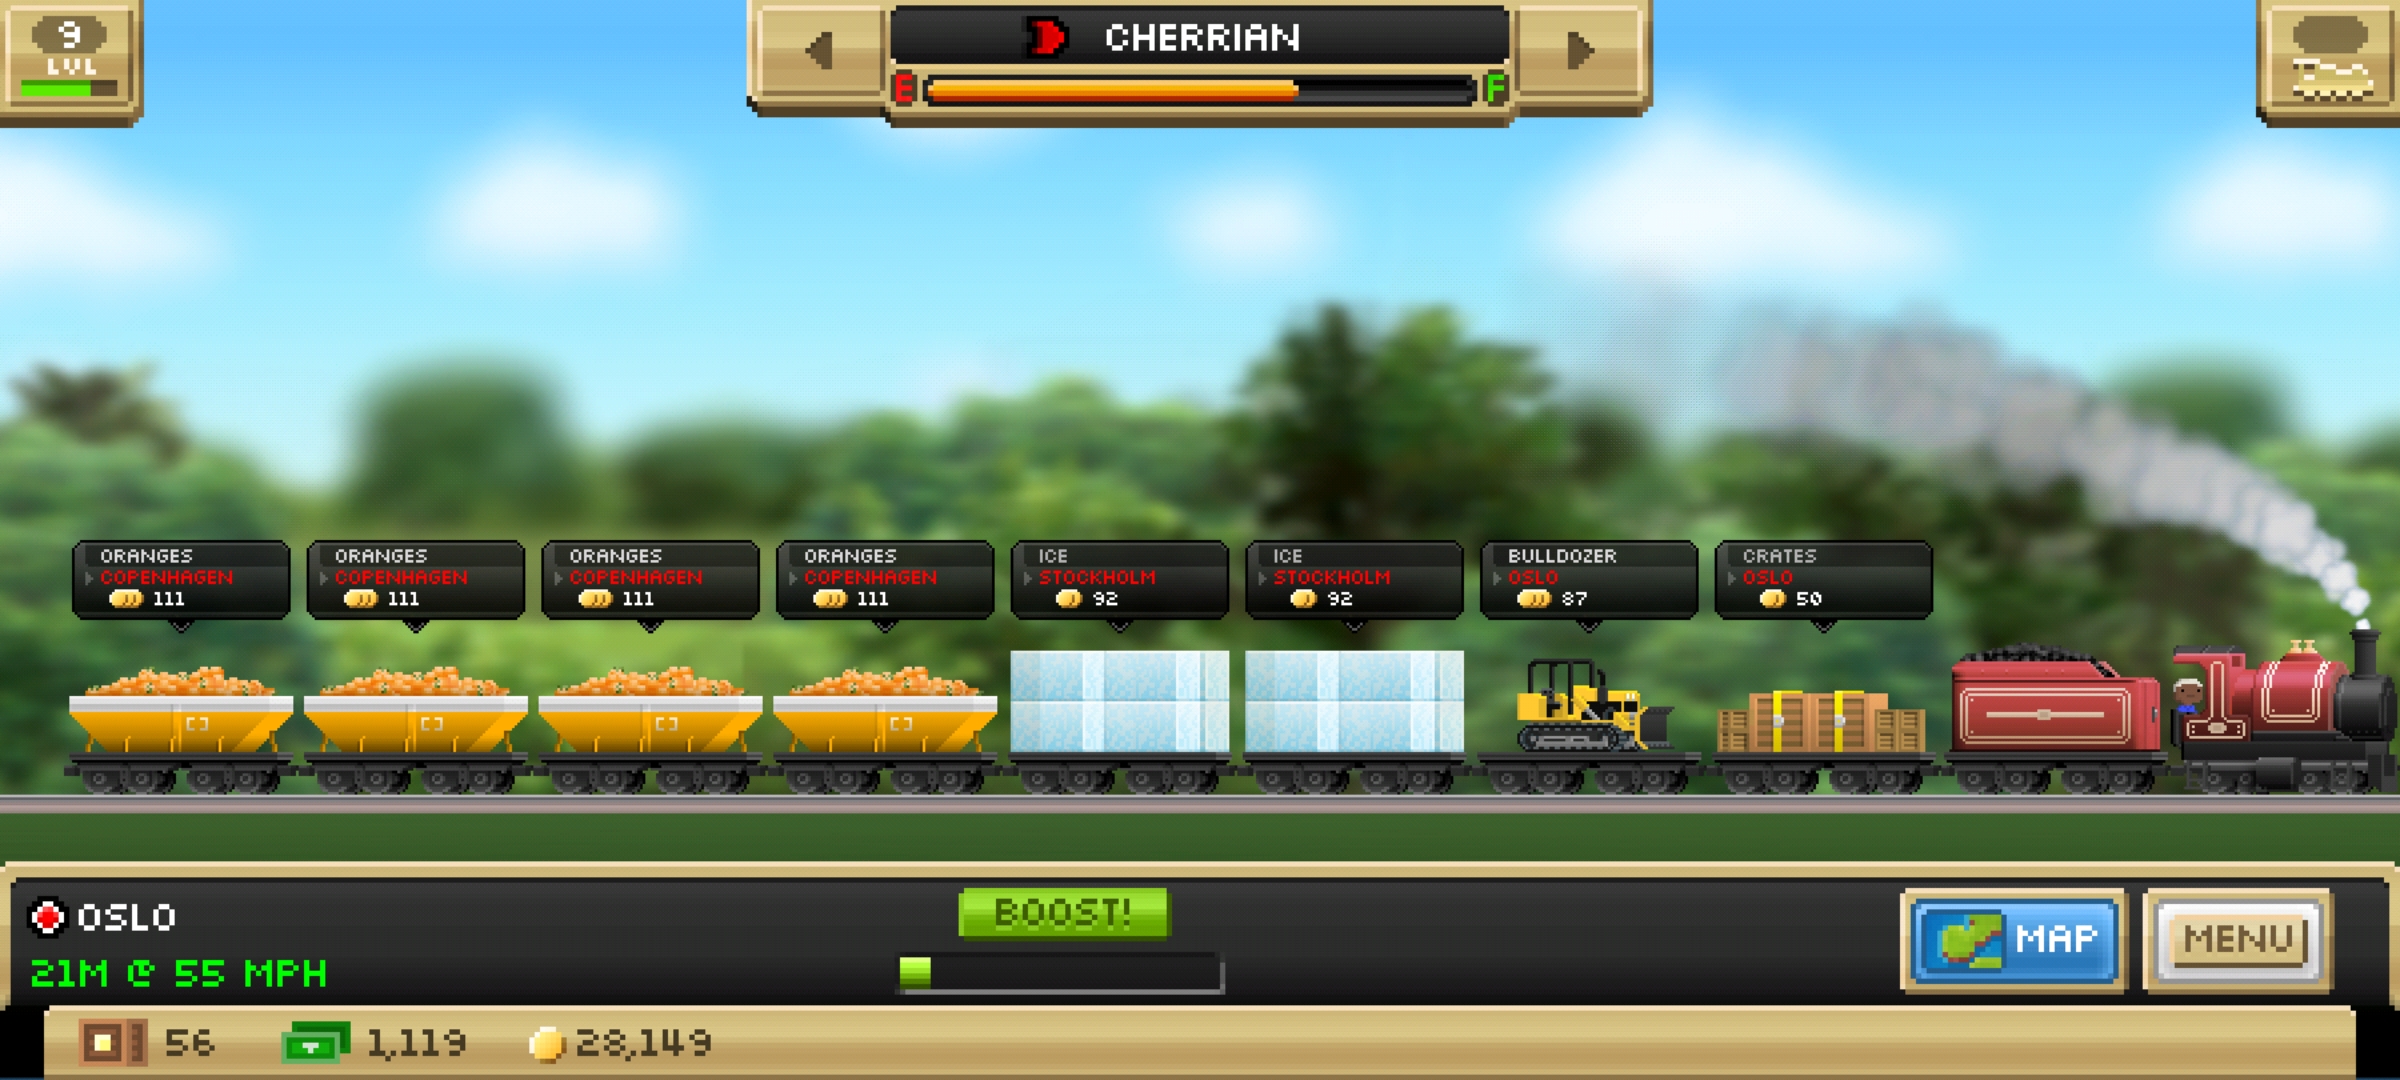 9
LVL
CHERRIAN
E F
ORANGES
COPENHAGEN
111
ORANGES
COPENHAGEN
111
ORANGES
COPENHAGEN
111
ORANGES
COPENHAGEN
111
ICE
STOCKHOLM
92
ICE
STOCKHOLM
92
BULLDOZER
OSLO
87
CRATES
OSLO
50
OSLO
21M @ 55 MPH
BOOST!
MAP
MENU
56
1,119
28,149